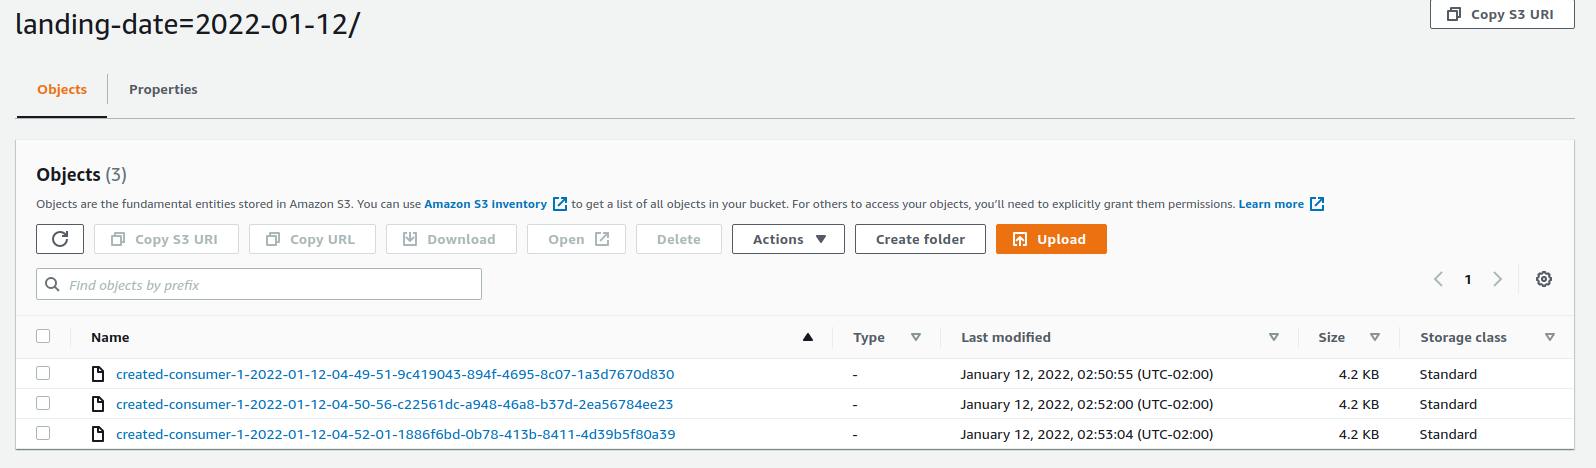 landing-date=2022-01-12/
Copy S3 URI
Objects
Properties
Objects (3)
Objects are the fundamental entities stored in Amazon S3. You can use Amazon S3 inventory to get a list of all objects in your bucket. For others to access your objects, you'll need to explicitly grant them permissions. Learn more
Copy S3 URI Copy URL Download Open Delete Actions Create folder Upload
Find objects by prefix
1
Name Type Last modified Size Storage class
created-consumer-1-2022-01-12-04-49-51-9c419043-894f-4695-8c07-1a3d7670d830 - January 12, 2022, 02:50:55 (UTC-02:00) 4.2 KB Standard
created-consumer-1-2022-01-12-04-50-56-c22561dc-a948-46a8-b37d-2ea56784ee23 - January 12, 2022, 02:52:00 (UTC-02:00) 4.2 KB Standard
created-consumer-1-2022-01-12-04-52-01-1886f6bd-0b78-413b-8411-4d39b5f80a39 - January 12, 2022, 02:53:04 (UTC-02:00) 4.2 KB Standard